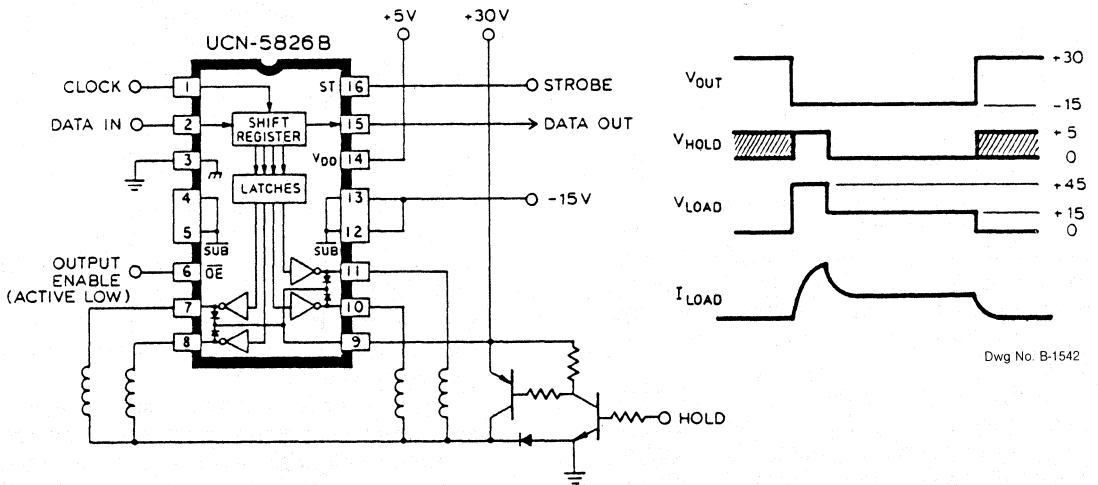 UCN-5826B
+5V
+30V
CLOCK
1
ST
16
STROBE
DATA IN
2
SHIFT
REGISTER
15
DATA OUT
3
VDD
14
4
LATCHES
13
-15V
5
SUB
SUB
12
OUTPUT
ENABLE
(ACTIVE LOW)
6
OE
11
7
10
8
9
HOLD
VOUT
+30
-15
VHOLD
+5
0
VLOAD
+45
+15
0
ILOAD
Dwg No. B-1542